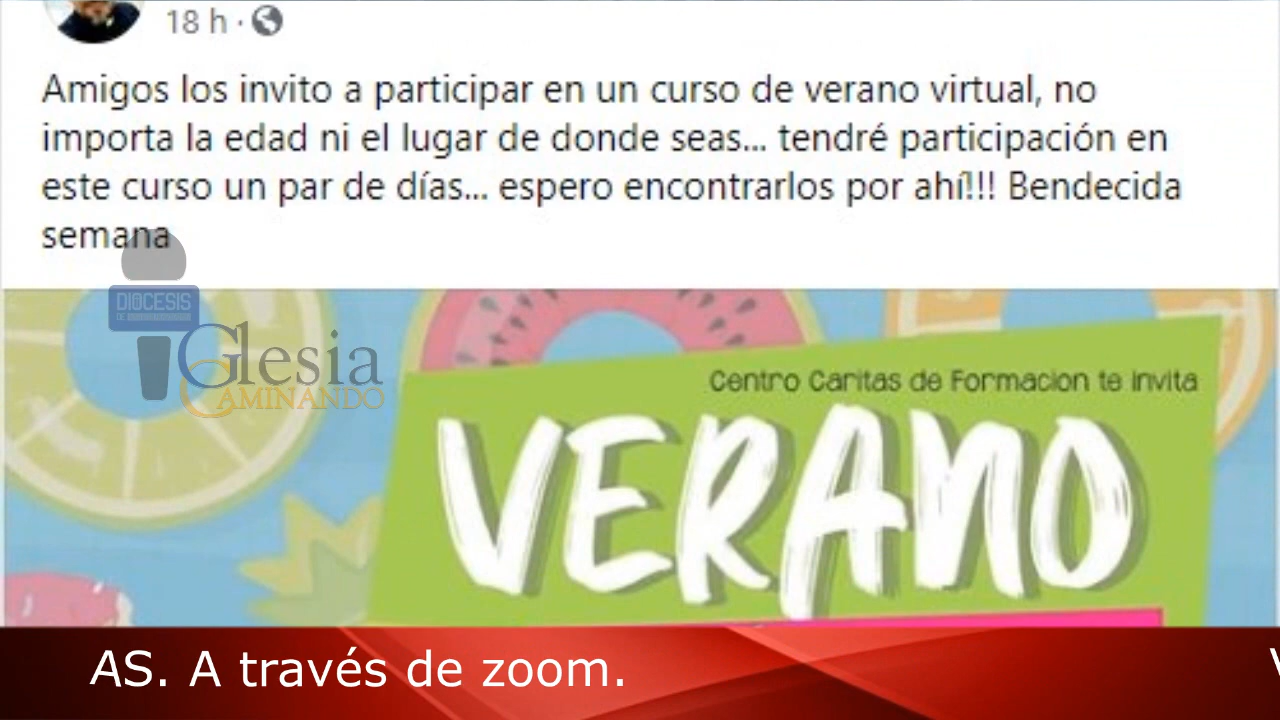 18 h ·
Amigos los invito a participar en un curso de verano virtual, no
importa la edad ni el lugar de donde seas... tendré participación en
este curso un par de días... espero encontrarlos por ahí!!! Bendecida
semana
DIOCESIS
DE
Iglesia
CAMINANDO
Centro Caritas de Formacion te invita
VERANO
AS. A través de zoom.